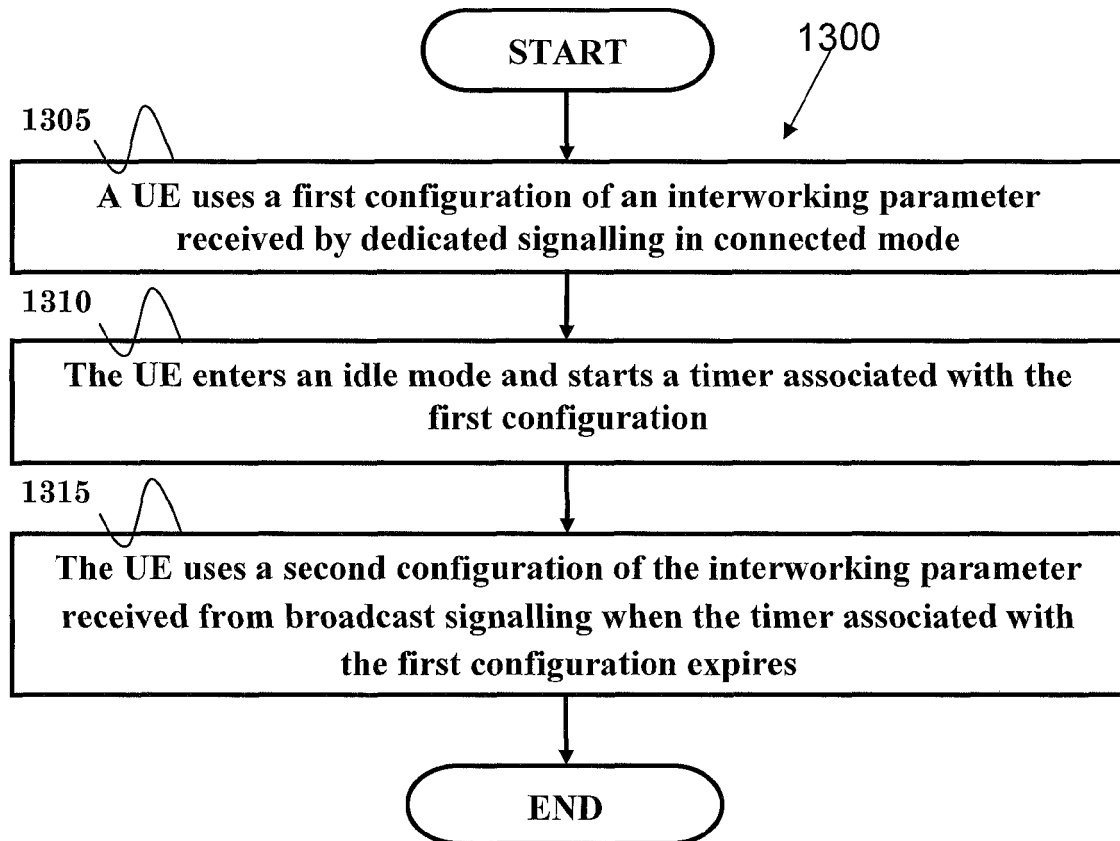 START
1300
1305
A UE uses a first configuration of an interworking parameter
received by dedicated signalling in connected mode
1310
The UE enters an idle mode and starts a timer associated with the
first configuration
1315
The UE uses a second configuration of the interworking parameter
received from broadcast signalling when the timer associated with
the first configuration expires
END